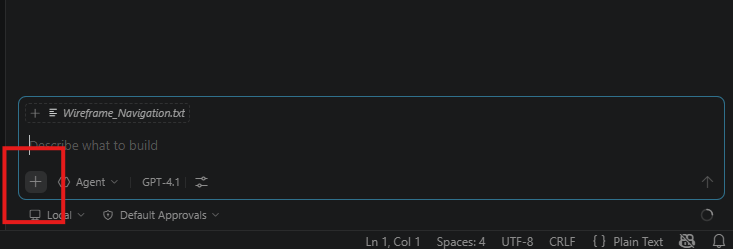 Wireframe_Navigation.txt
Describe what to build
Agent GPT-4.1
Local Default Approvals
Ln 1, Col 1 Spaces: 4 UTF-8 CRLF { } Plain Text